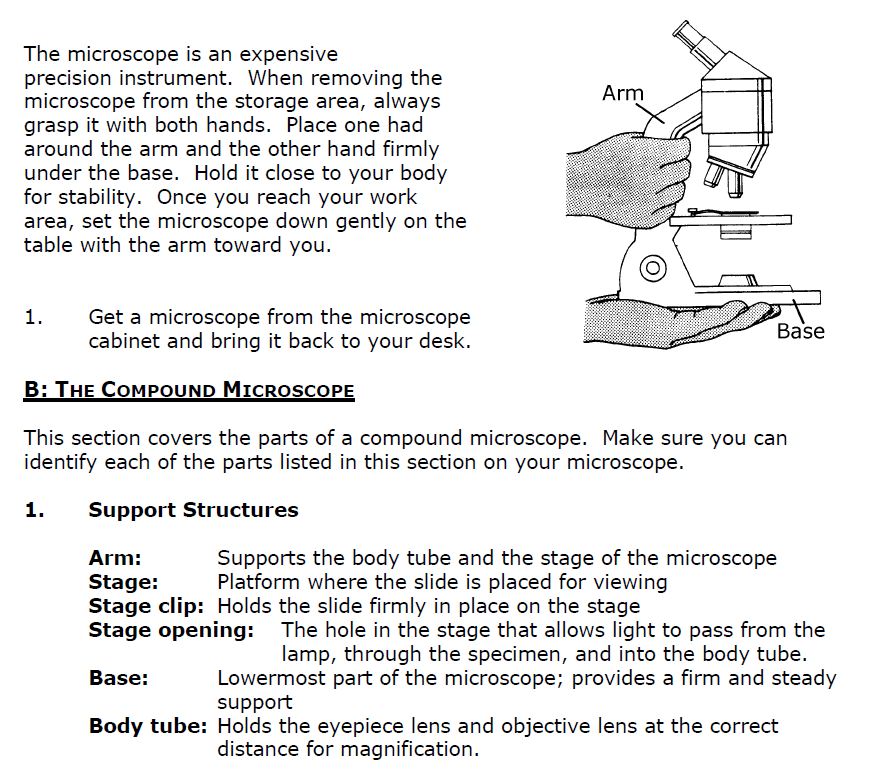 The microscope is an expensive
precision instrument.  When removing the
microscope from the storage area, always
grasp it with both hands.  Place one had
around the arm and the other hand firmly
under the base.  Hold it close to your body
for stability.  Once you reach your work
area, set the microscope down gently on the
table with the arm toward you.
Arm
Base
1. Get a microscope from the microscope
cabinet and bring it back to your desk.
B: THE COMPOUND MICROSCOPE
This section covers the parts of a compound microscope.  Make sure you can
identify each of the parts listed in this section on your microscope.
1. Support Structures
Arm: Supports the body tube and the stage of the microscope
Stage: Platform where the slide is placed for viewing
Stage clip: Holds the slide firmly in place on the stage
Stage opening: The hole in the stage that allows light to pass from the
lamp, through the specimen, and into the body tube.
Base: Lowermost part of the microscope; provides a firm and steady
support
Body tube: Holds the eyepiece lens and objective lens at the correct
distance for magnification.